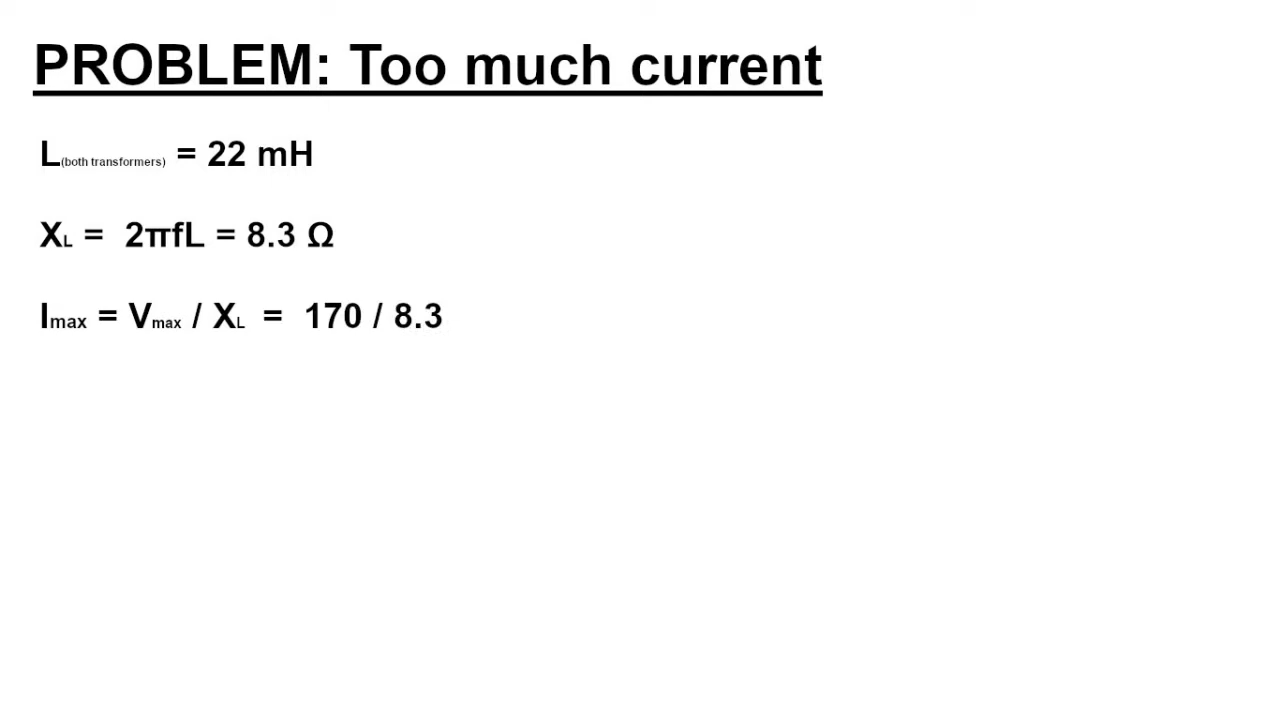 PROBLEM: Too much current
L(both transformers) = 22 mH
XL = 2πfL = 8.3 Ω
Imax = Vmax / XL = 170 / 8.3